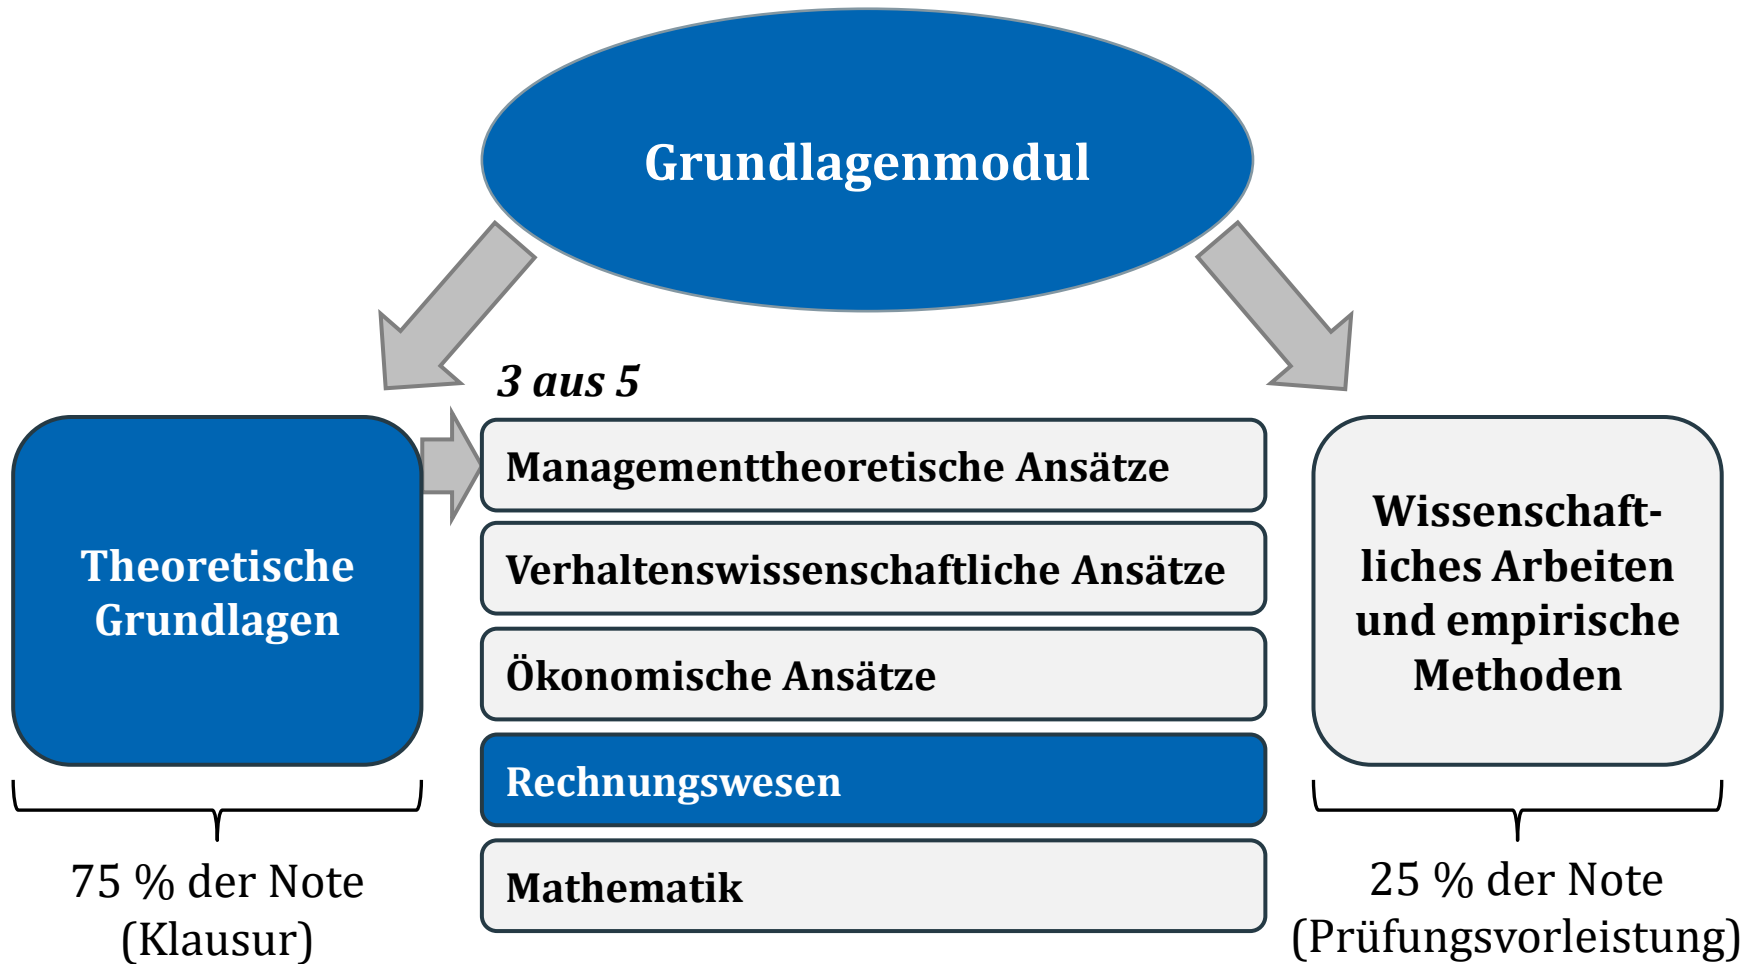 Grundlagenmodul
3 aus 5
Theoretische
Grundlagen
75 % der Note
(Klausur)
Managementtheoretische Ansätze
Verhaltenswissenschaftliche Ansätze
Ökonomische Ansätze
Rechnungswesen
Mathematik
Wissenschaft-
liches Arbeiten
und empirische
Methoden
25 % der Note
(Prüfungsvorleistung)